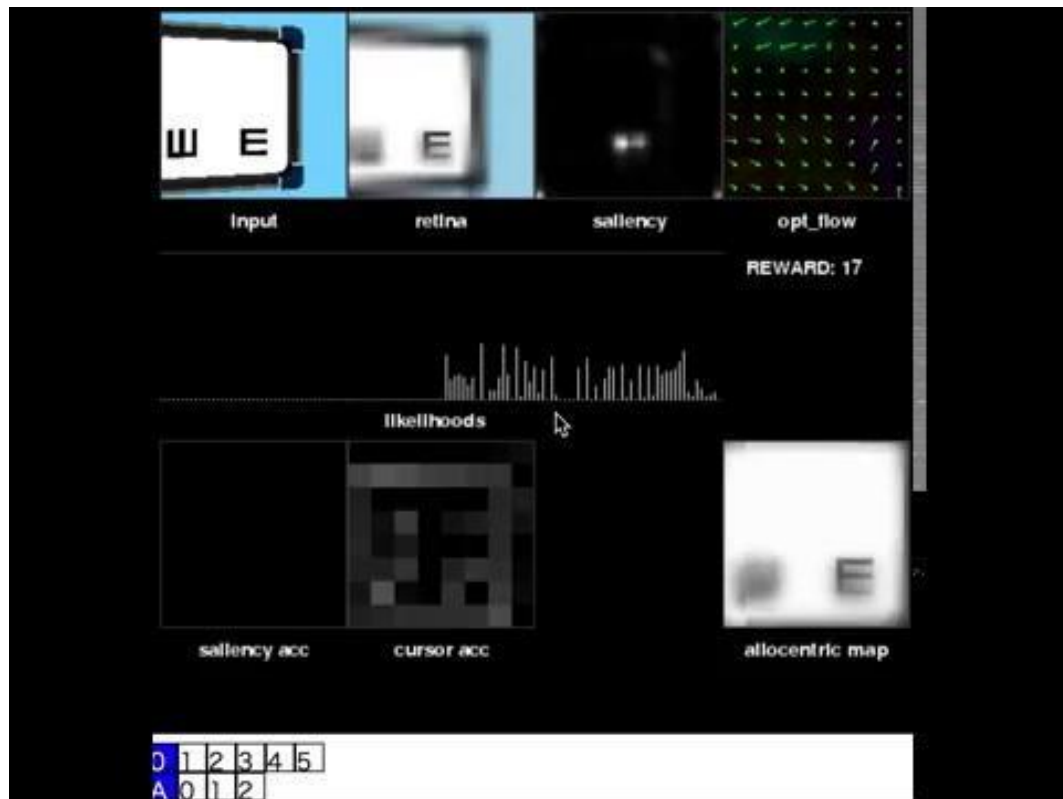 E E
E
input retina saliency opt_flow
REWARD: 17
likelihoods
E
saliency acc cursor acc allocentric map
0 1 2 3 4 5
A 0 1 2